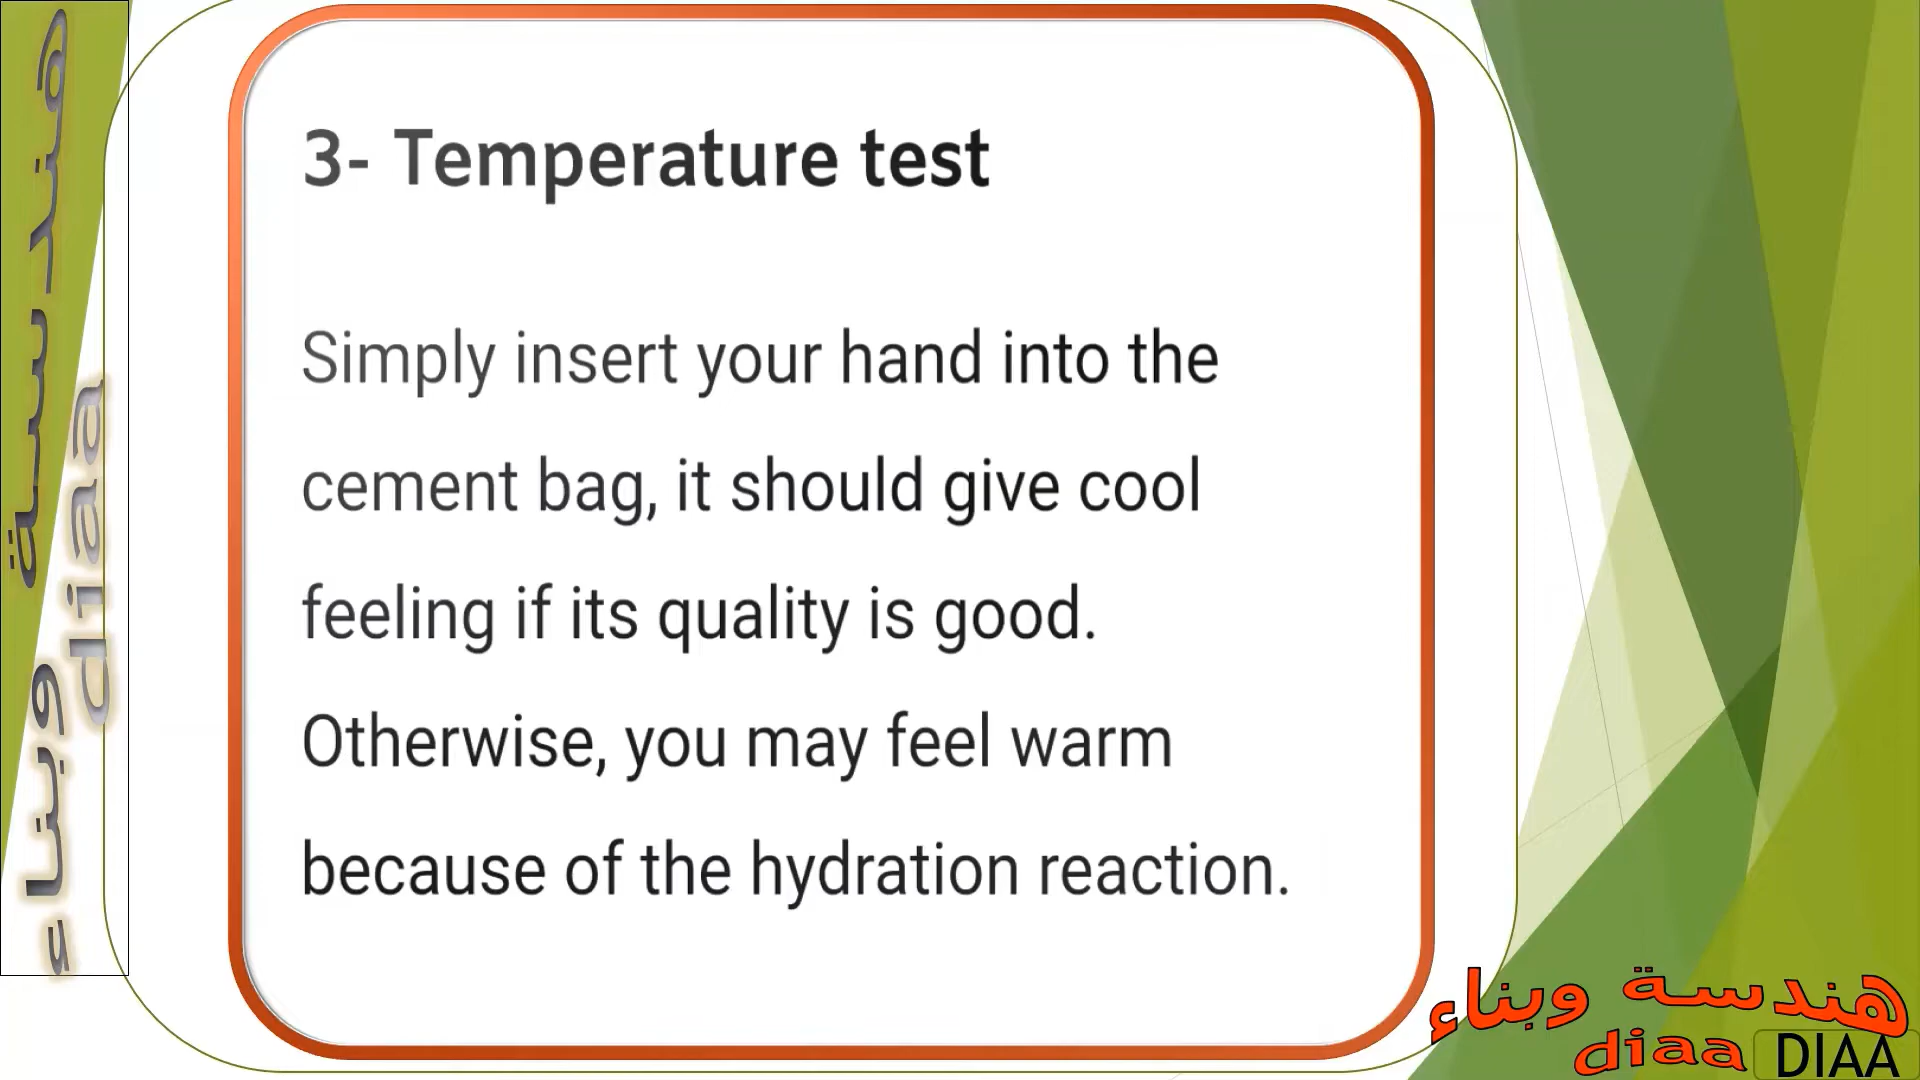 3- Temperature test
Simply insert your hand into the
cement bag, it should give cool
feeling if its quality is good.
Otherwise, you may feel warm
because of the hydration reaction.
هندسة وبناء
diaa
هندسة وبناء
diaa
DIAA